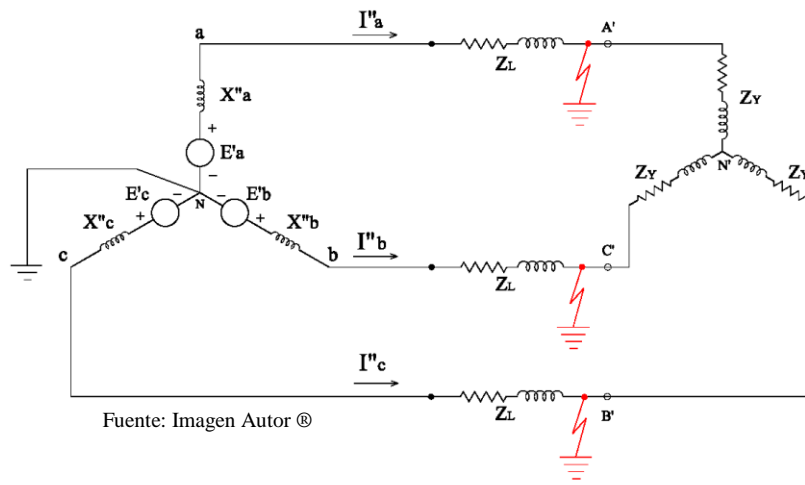 I"a
a
A'
ZL
X"a
ZY
+
E'a
−
ZY
N'
ZY
E'c
−
N
−
E'b
X"c
+
+
X"b
I"b
c
b
C'
ZL
I"c
ZL
B'
Fuente: Imagen Autor ®